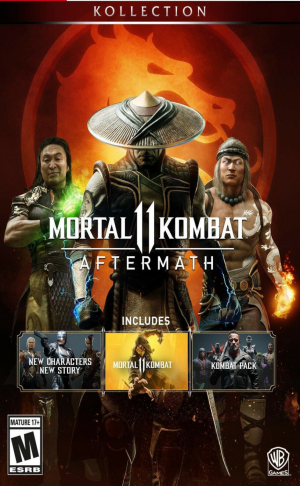 KOLLECTION
MORTAL 11 KOMBAT
AFTERMATH
INCLUDES
NEW CHARACTERS
NEW STORY
MORTAL 11 KOMBAT
KOMBAT PACK
MATURE 17+
M
ESRB
WB
GAMES